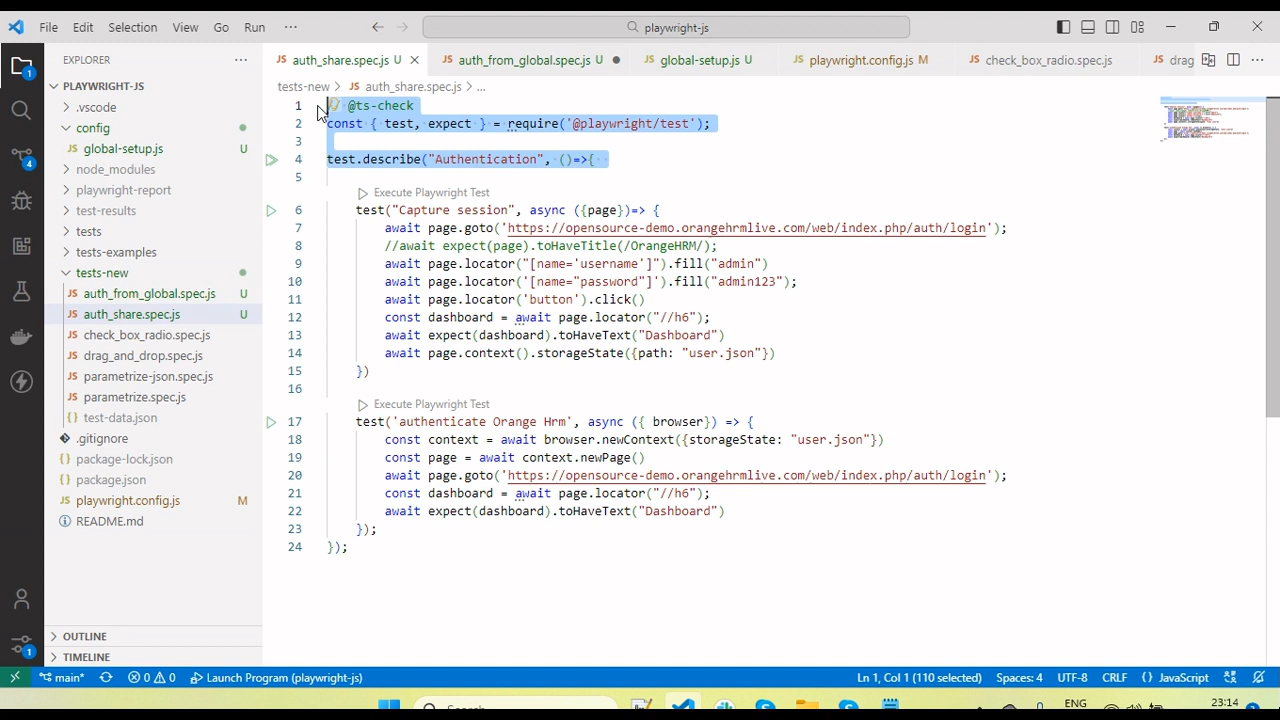 File Edit Selection View Go Run ··· playwright-js
EXPLORER
PLAYWRIGHT-JS
.vscode
config
global-setup.js U
node_modules
playwright-report
test-results
tests
tests-examples
tests-new
auth_from_global.spec.js U
auth_share.spec.js U
check_box_radio.spec.js
drag_and_drop.spec.js
parametrize-json.spec.js
parametrize.spec.js
test-data.json
.gitignore
package-lock.json
package.json
playwright.config.js M
README.md
OUTLINE
TIMELINE
JS auth_share.spec.js U JS auth_from_global.spec.js U JS global-setup.js U JS playwright.config.js M JS check_box_radio.spec.js JS drag
tests-new > JS auth_share.spec.js > ...
1 @ts-check
2 const { test, expect } = require('@playwright/test');
3
4 test.describe("Authentication", ()=>{
5
Execute Playwright Test
6 test("Capture session", async ({page})=> {
7 await page.goto('https://opensource-demo.orangehrmlive.com/web/index.php/auth/login');
8 //await expect(page).toHaveTitle(/OrangeHRM/);
9 await page.locator("[name='username']").fill("admin")
10 await page.locator('[name="password"]').fill("admin123");
11 await page.locator('button').click()
12 const dashboard = await page.locator("//h6");
13 await expect(dashboard).toHaveText("Dashboard")
14 await page.context().storageState({path: "user.json"})
15 })
16
Execute Playwright Test
17 test('authenticate Orange Hrm', async ({ browser}) => {
18 const context = await browser.newContext({storageState: "user.json"})
19 const page = await context.newPage()
20 await page.goto('https://opensource-demo.orangehrmlive.com/web/index.php/auth/login');
21 const dashboard = await page.locator("//h6");
22 await expect(dashboard).toHaveText("Dashboard")
23 });
24 });
main* 0 0 Launch Program (playwright-js) Ln 1, Col 1 (110 selected) Spaces: 4 UTF-8 CRLF {} JavaScript
ENG 23:14